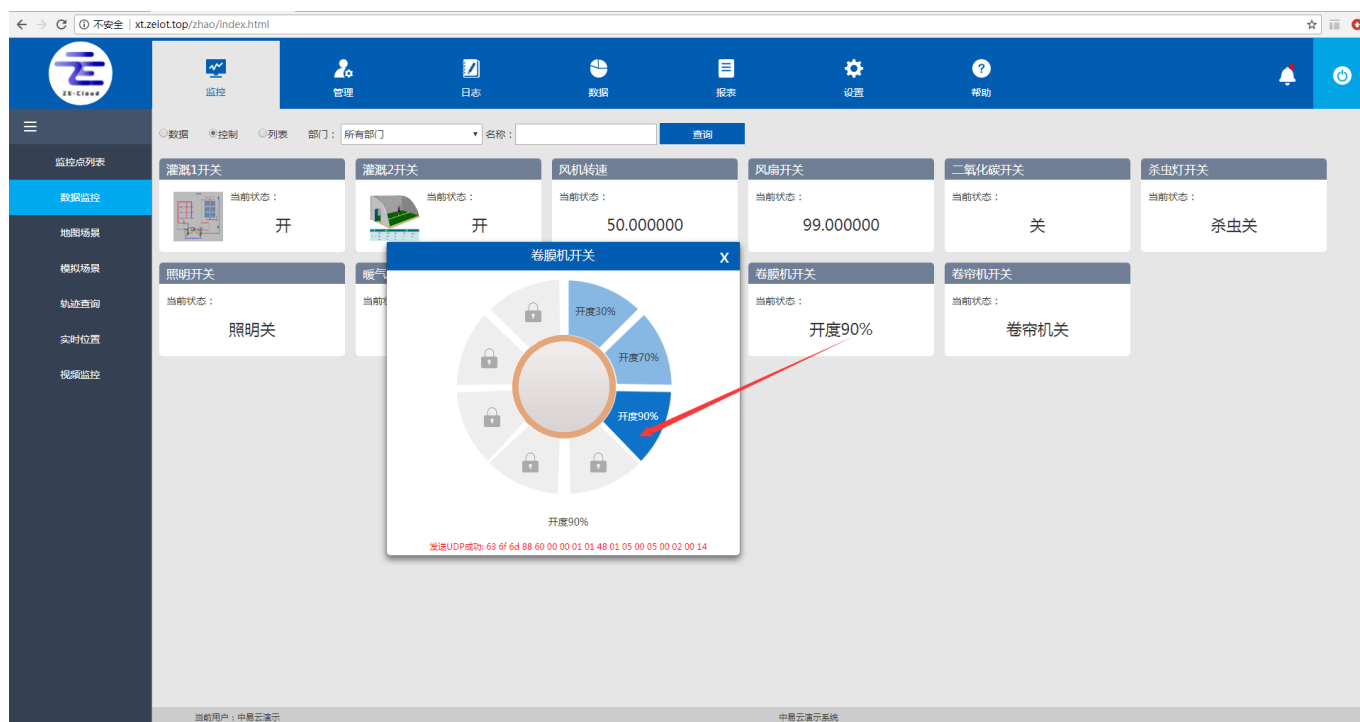 不安全 | xt.zeiot.top/zhao/index.html
ZE-Cloud
监控
管理
日志
数据
报表
设置
帮助
数据 控制 列表 部门： 所有部门 名称： 查询
监控点列表
数据监控
地图场景
模拟场景
轨迹查询
实时位置
视频监控
灌溉1开关
当前状态：
开
灌溉2开关
当前状态：
开
风机转速
当前状态：
50.000000
风扇开关
当前状态：
99.000000
二氧化碳开关
当前状态：
关
杀虫灯开关
当前状态：
杀虫关
照明开关
当前状态：
照明关
暖气
当前
卷膜机开关
当前状态：
开度90%
卷帘机开关
当前状态：
卷帘机关
卷膜机开关 X
开度30%
开度70%
开度90%
开度90%
发送UDP成功: 63 6f 6d 88 60 00 00 01 01 48 01 05 00 05 00 02 00 14
当前用户：中易云演示
中易云演示系统